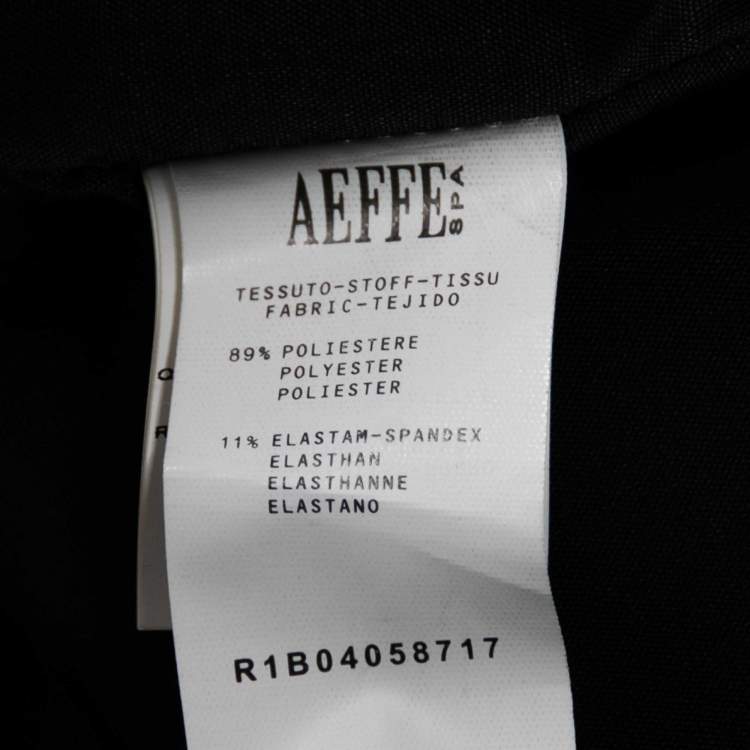 AEFFE SPA
TESSUTO-STOFF-TISSU
FABRIC-TEJIDO
89% POLIESTERE
POLYESTER
POLIESTER
11% ELASTAM-SPANDEX
ELASTHAN
ELASTHANNE
ELASTANO
R1B04058717